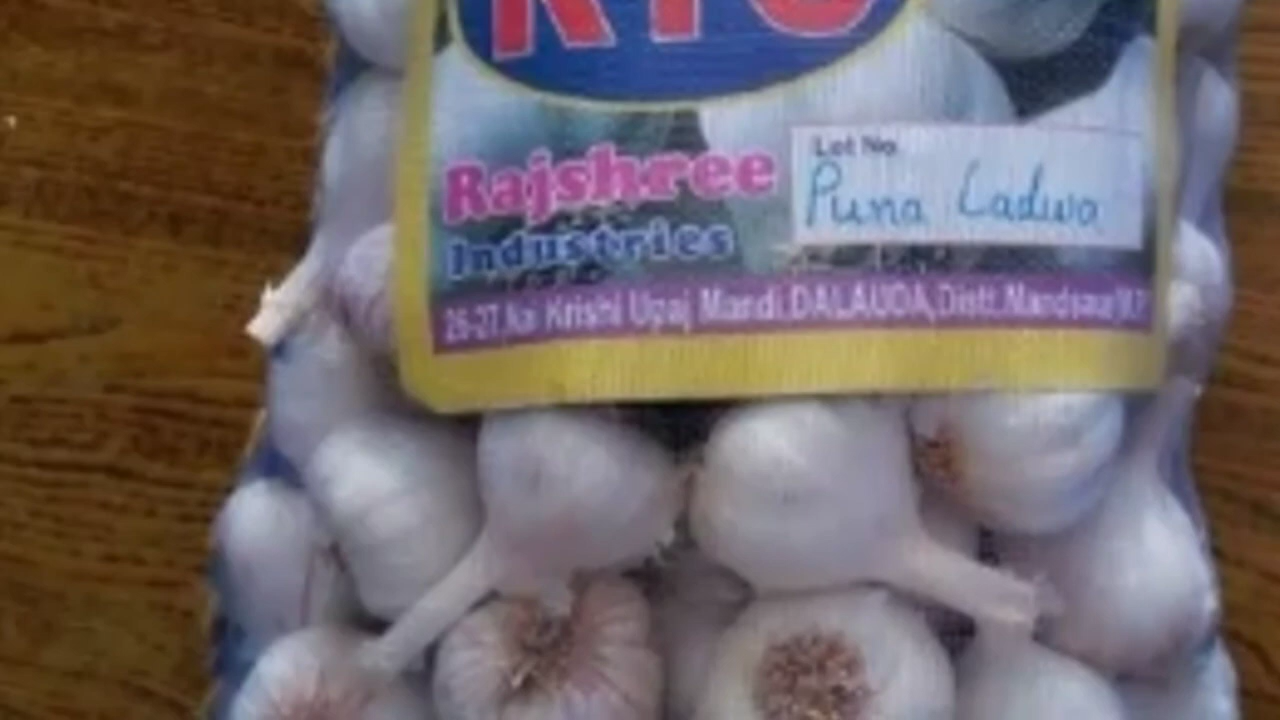 Rajshree
Industries
Lot No.
Puna Ladwa
26-27, Krishi Upaj Mandi, DALAUDA, Distt. Mandsaur